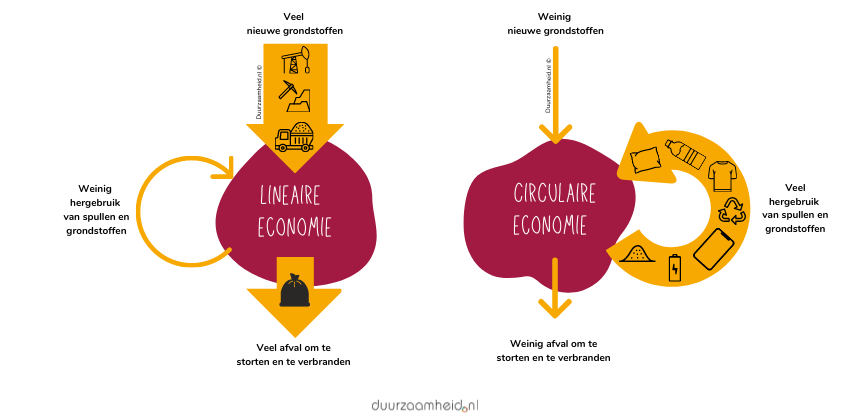 Veel
nieuwe grondstoffen
Duurzaamheid.nl ©
LINEAIRE
ECONOMIE
Weinig
hergebruik
van spullen en
grondstoffen
Veel afval om te
storten en te verbranden
Weinig
nieuwe grondstoffen
Duurzaamheid.nl ©
CIRCULAIRE
ECONOMIE
Veel
hergebruik
van spullen en
grondstoffen
Weinig afval om te
storten en te verbranden
duurzaamheid.nl